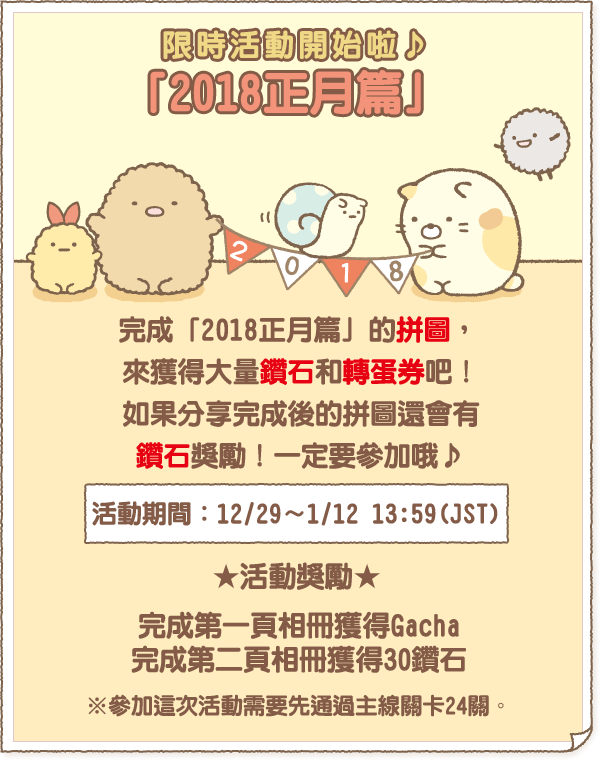 限時活動開始啦♪
「2018正月篇」
2018
完成「2018正月篇」的拼圖，
來獲得大量鑽石和轉蛋券吧！
如果分享完成後的拼圖還會有
鑽石獎勵！一定要參加哦♪
活動期間：12/29～1/12 13:59(JST)
★活動獎勵★
完成第一頁相冊獲得Gacha
完成第二頁相冊獲得30鑽石
※參加這次活動需要先通過主線關卡24關。